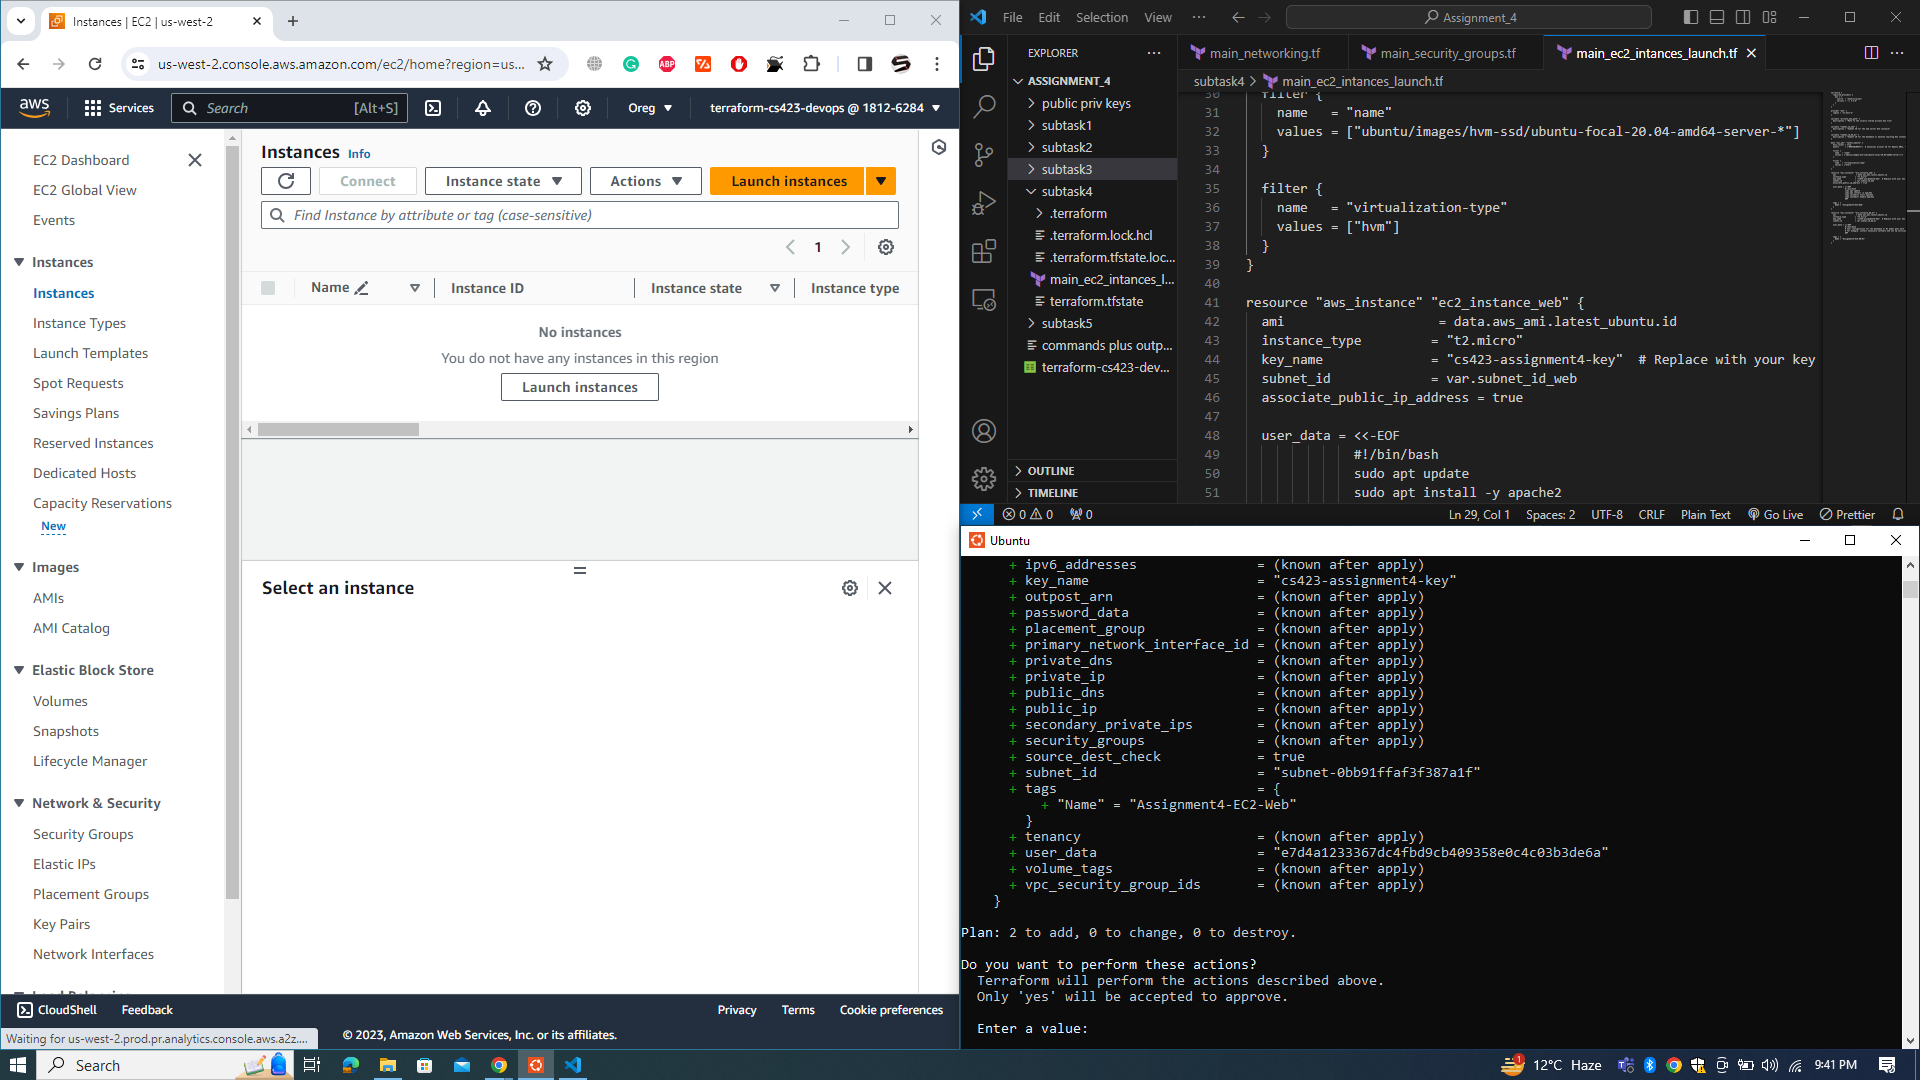 Instances | EC2 | us-west-2
us-west-2.console.aws.amazon.com/ec2/home?region=us...
aws
Services
Search
[Alt+S]
Oreg
terraform-cs423-devops @ 1812-6284
EC2 Dashboard
EC2 Global View
Events
Instances
Instances
Instance Types
Launch Templates
Spot Requests
Savings Plans
Reserved Instances
Dedicated Hosts
Capacity Reservations
New
Images
AMIs
AMI Catalog
Elastic Block Store
Volumes
Snapshots
Lifecycle Manager
Network & Security
Security Groups
Elastic IPs
Placement Groups
Key Pairs
Network Interfaces
Instances Info
Connect
Instance state
Actions
Launch instances
Find Instance by attribute or tag (case-sensitive)
1
Name
Instance ID
Instance state
Instance type
No instances
You do not have any instances in this region
Launch instances
Select an instance
CloudShell
Feedback
Privacy
Terms
Cookie preferences
Waiting for us-west-2.prod.pr.analytics.console.aws.a2z....
© 2023, Amazon Web Services, Inc. or its affiliates.
File Edit Selection View ···
Assignment_4
EXPLORER
ASSIGNMENT_4
public priv keys
subtask1
subtask2
subtask3
subtask4
.terraform
.terraform.lock.hcl
.terraform.tfstate.loc...
main_ec2_intances_l...
terraform.tfstate
subtask5
commands plus outp...
terraform-cs423-dev...
OUTLINE
TIMELINE
main_networking.tf
main_security_groups.tf
main_ec2_intances_launch.tf
subtask4 > main_ec2_intances_launch.tf
30 filter {
31 name = "name"
32 values = ["ubuntu/images/hvm-ssd/ubuntu-focal-20.04-amd64-server-*"]
33 }
34
35 filter {
36 name = "virtualization-type"
37 values = ["hvm"]
38 }
39 }
40
41 resource "aws_instance" "ec2_instance_web" {
42 ami = data.aws_ami.latest_ubuntu.id
43 instance_type = "t2.micro"
44 key_name = "cs423-assignment4-key" # Replace with your key
45 subnet_id = var.subnet_id_web
46 associate_public_ip_address = true
47
48 user_data = <<-EOF
49 #!/bin/bash
50 sudo apt update
51 sudo apt install -y apache2
0 0 0
Ln 29, Col 1 Spaces: 2 UTF-8 CRLF Plain Text Go Live Prettier
Ubuntu
+ ipv6_addresses = (known after apply)
+ key_name = "cs423-assignment4-key"
+ outpost_arn = (known after apply)
+ password_data = (known after apply)
+ placement_group = (known after apply)
+ primary_network_interface_id = (known after apply)
+ private_dns = (known after apply)
+ private_ip = (known after apply)
+ public_dns = (known after apply)
+ public_ip = (known after apply)
+ secondary_private_ips = (known after apply)
+ security_groups = (known after apply)
+ source_dest_check = true
+ subnet_id = "subnet-0bb91ffaf3f387a1f"
+ tags = {
+ "Name" = "Assignment4-EC2-Web"
}
+ tenancy = (known after apply)
+ user_data = "e7d4a1233367dc4fbd9cb409358e0c4c03b3de6a"
+ volume_tags = (known after apply)
+ vpc_security_group_ids = (known after apply)
}
Plan: 2 to add, 0 to change, 0 to destroy.
Do you want to perform these actions?
Terraform will perform the actions described above.
Only 'yes' will be accepted to approve.
Enter a value:
Search
1
12°C Haze
9:41 PM